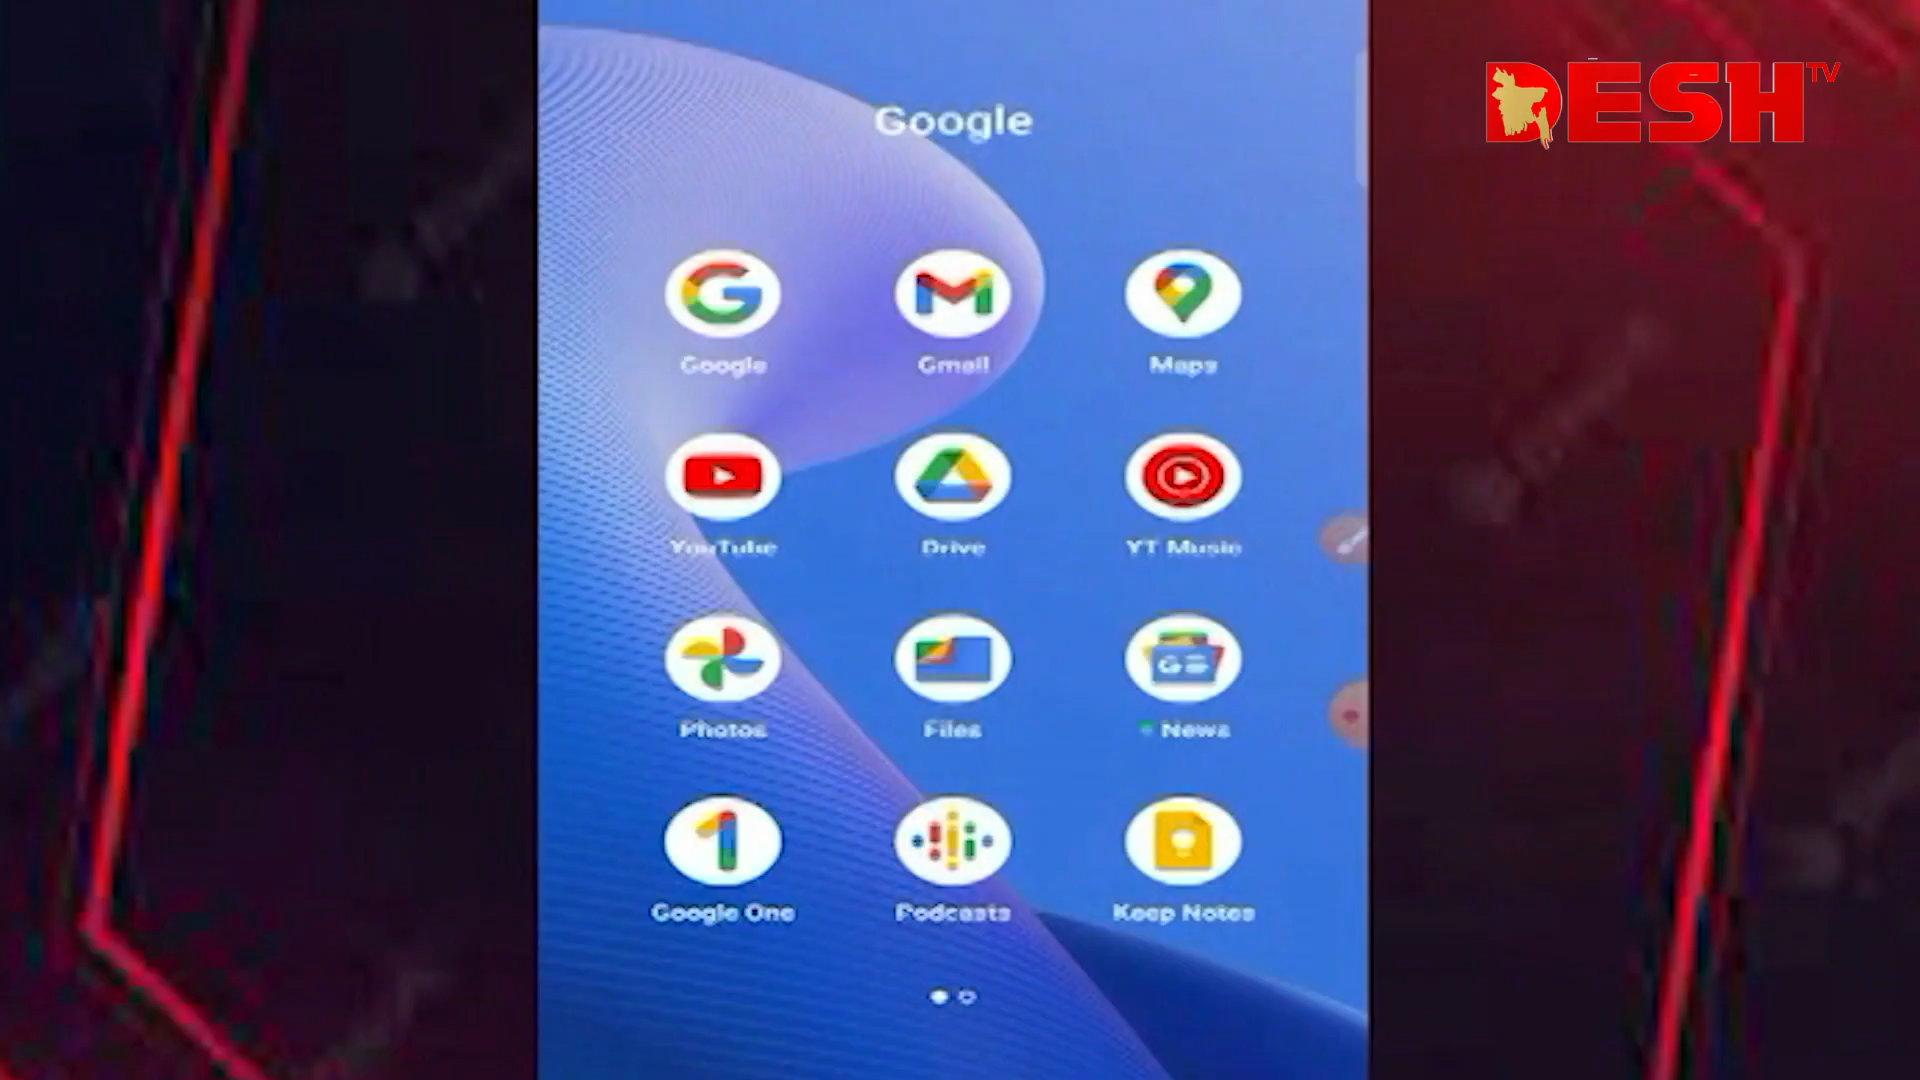 DESH TV
Google
Google Gmail Maps
YouTube Drive YT Music
Photos Files News
Google One Podcasts Keep Notes